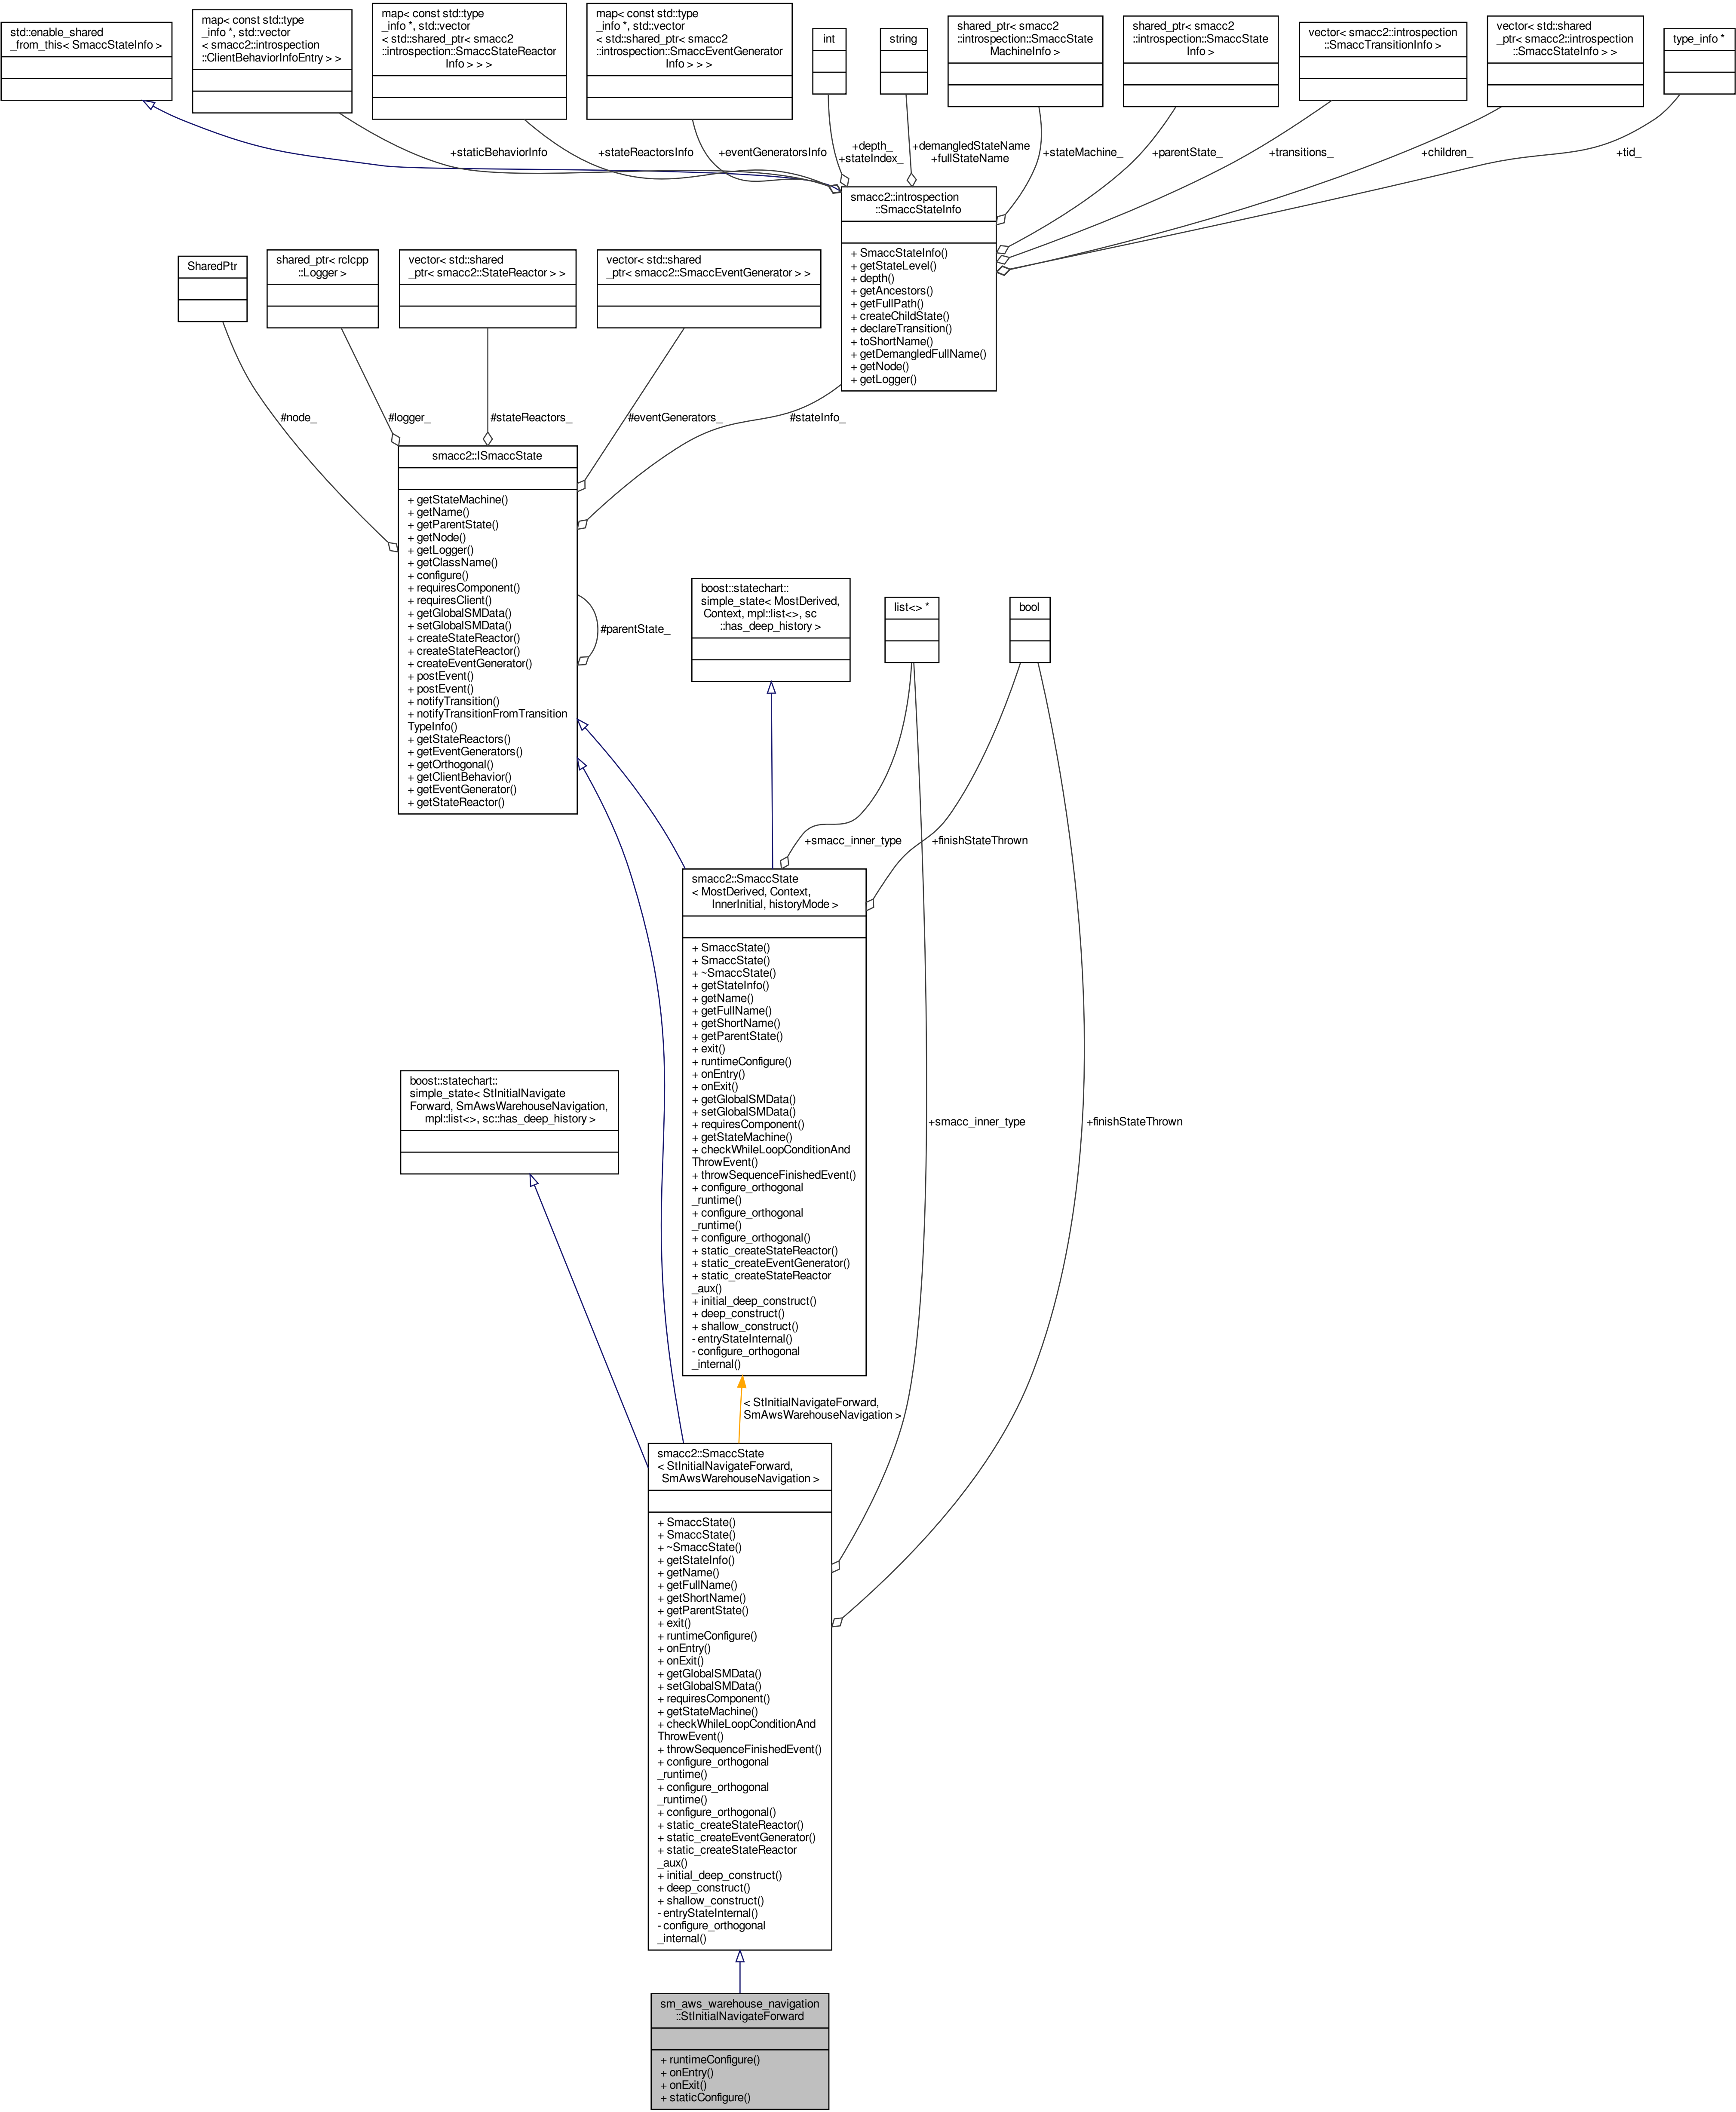 std::enable_shared
_from_this< SmaccStateInfo >
map< const std::type
_info *, std::vector
< smacc2::introspection
::ClientBehaviorInfoEntry > >
map< const std::type
_info *, std::vector
< std::shared_ptr< smacc2
::introspection::SmaccStateReactor
Info > > >
map< const std::type
_info *, std::vector
< std::shared_ptr< smacc2
::introspection::SmaccEventGenerator
Info > > >
int
string
shared_ptr< smacc2
::introspection::SmaccState
MachineInfo >
shared_ptr< smacc2
::introspection::SmaccState
Info >
vector< smacc2::introspection
::SmaccTransitionInfo >
vector< std::shared
_ptr< smacc2::introspection
::SmaccStateInfo > >
type_info *
+staticBehaviorInfo
+stateReactorsInfo
+eventGeneratorsInfo
+depth_
+stateIndex_
+demangledStateName
+fullStateName
+stateMachine_
+parentState_
+transitions_
+children_
+tid_
smacc2::introspection
::SmaccStateInfo
+ SmaccStateInfo()
+ getStateLevel()
+ depth()
+ getAncestors()
+ getFullPath()
+ createChildState()
+ declareTransition()
+ toShortName()
+ getDemangledFullName()
+ getNode()
+ getLogger()
SharedPtr
shared_ptr< rclcpp
::Logger >
vector< std::shared
_ptr< smacc2::StateReactor > >
vector< std::shared
_ptr< smacc2::SmaccEventGenerator > >
#node_
#logger_
#stateReactors_
#eventGenerators_
#stateInfo_
smacc2::ISmaccState
+ getStateMachine()
+ getName()
+ getParentState()
+ getNode()
+ getLogger()
+ getClassName()
+ configure()
+ requiresComponent()
+ requiresClient()
+ getGlobalSMData()
+ setGlobalSMData()
+ createStateReactor()
+ createStateReactor()
+ createEventGenerator()
+ postEvent()
+ postEvent()
+ notifyTransition()
+ notifyTransitionFromTransition
TypeInfo()
+ getStateReactors()
+ getEventGenerators()
+ getOrthogonal()
+ getClientBehavior()
+ getEventGenerator()
+ getStateReactor()
#parentState_
boost::statechart::
simple_state< MostDerived,
Context, mpl::list<>, sc
::has_deep_history >
list<> *
bool
+smacc_inner_type
+finishStateThrown
smacc2::SmaccState
< MostDerived, Context,
InnerInitial, historyMode >
+ SmaccState()
+ SmaccState()
+ ~SmaccState()
+ getStateInfo()
+ getName()
+ getFullName()
+ getShortName()
+ getParentState()
+ exit()
+ runtimeConfigure()
+ onEntry()
+ onExit()
+ getGlobalSMData()
+ setGlobalSMData()
+ requiresComponent()
+ getStateMachine()
+ checkWhileLoopConditionAnd
ThrowEvent()
+ throwSequenceFinishedEvent()
+ configure_orthogonal
_runtime()
+ configure_orthogonal
_runtime()
+ configure_orthogonal()
+ static_createStateReactor()
+ static_createEventGenerator()
+ static_createStateReactor
_aux()
+ initial_deep_construct()
+ deep_construct()
+ shallow_construct()
- entryStateInternal()
- configure_orthogonal
_internal()
boost::statechart::
simple_state< StInitialNavigate
Forward, SmAwsWarehouseNavigation,
mpl::list<>, sc::has_deep_history >
+smacc_inner_type
+finishStateThrown
< StInitialNavigateForward,
SmAwsWarehouseNavigation >
smacc2::SmaccState
< StInitialNavigateForward,
SmAwsWarehouseNavigation >
+ SmaccState()
+ SmaccState()
+ ~SmaccState()
+ getStateInfo()
+ getName()
+ getFullName()
+ getShortName()
+ getParentState()
+ exit()
+ runtimeConfigure()
+ onEntry()
+ onExit()
+ getGlobalSMData()
+ setGlobalSMData()
+ requiresComponent()
+ getStateMachine()
+ checkWhileLoopConditionAnd
ThrowEvent()
+ throwSequenceFinishedEvent()
+ configure_orthogonal
_runtime()
+ configure_orthogonal
_runtime()
+ configure_orthogonal()
+ static_createStateReactor()
+ static_createEventGenerator()
+ static_createStateReactor
_aux()
+ initial_deep_construct()
+ deep_construct()
+ shallow_construct()
- entryStateInternal()
- configure_orthogonal
_internal()
sm_aws_warehouse_navigation
::StInitialNavigateForward
+ runtimeConfigure()
+ onEntry()
+ onExit()
+ staticConfigure()